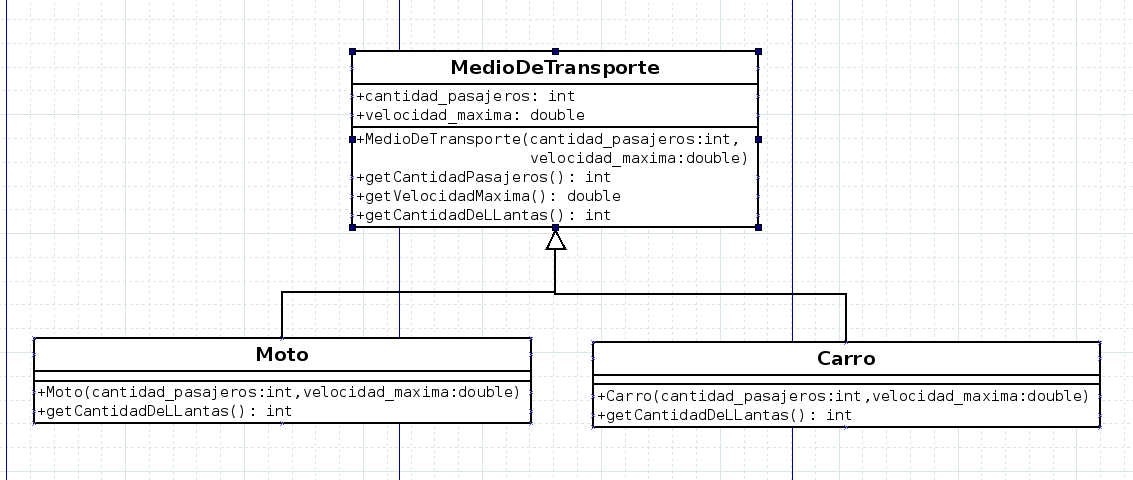 MedioDeTransporte
+cantidad_pasajeros: int
+velocidad_maxima: double
+MedioDeTransporte(cantidad_pasajeros:int,
velocidad_maxima:double)
+getCantidadPasajeros(): int
+getVelocidadMaxima(): double
+getCantidadDeLLantas(): int
Moto
+Moto(cantidad_pasajeros:int,velocidad_maxima:double)
+getCantidadDeLLantas(): int
Carro
+Carro(cantidad_pasajeros:int,velocidad_maxima:double)
+getCantidadDeLLantas(): int